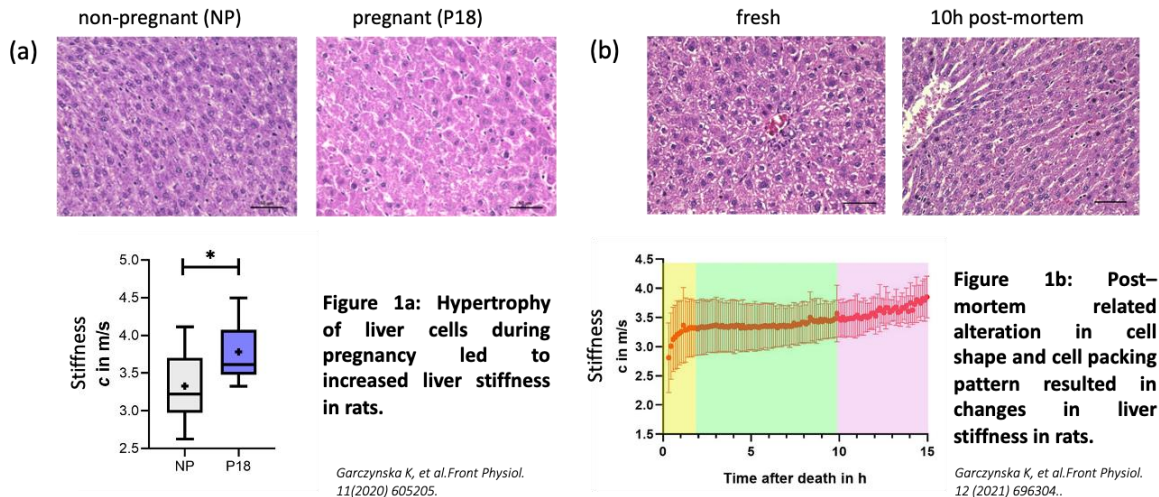 non-pregnant (NP)
pregnant (P18)
fresh
10h post-mortem
(a)
(b)
Stiffness
c in m/s
5.0
4.5
4.0
3.5
3.0
2.5
*
NP
P18
Figure 1a: Hypertrophy
of liver cells during
pregnancy led to
increased liver stiffness
in rats.
Garczynska K, et al.Front Physiol.
11(2020) 605205.
Stiffness
c in m/s
4.5
4.0
3.5
3.0
2.5
2.0
1.5
0
5
10
15
Time after death in h
Figure 1b: Post–
mortem related
alteration in cell
shape and cell packing
pattern resulted in
changes in liver
stiffness in rats.
Garczynska K, et al.Front Physiol.
12 (2021) 696304..